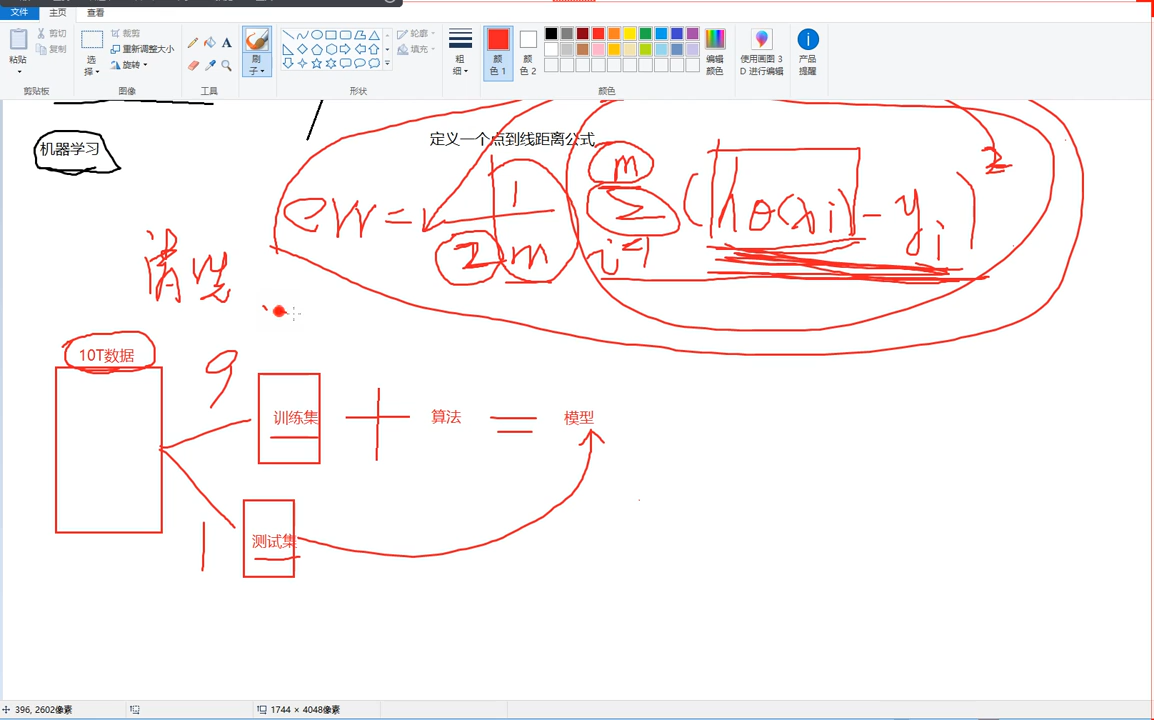 文件 主页 查看
剪切 裁剪 轮廓
复制 重新调整大小 填充
粘贴 选择 旋转 A 刷子 粗细 颜色 1 颜色 2 编辑颜色 使用画图 3D 进行编辑 产品提醒
剪贴板 图像 工具 形状 颜色
定义一个点到线距离公式
机器学习
err = 1/2m m∑i=1 (hθ(xi) - yi)2
清洗
10T数据
9
训练集 + 算法 = 模型
1
测试集
396, 2602像素 1744 × 4048像素